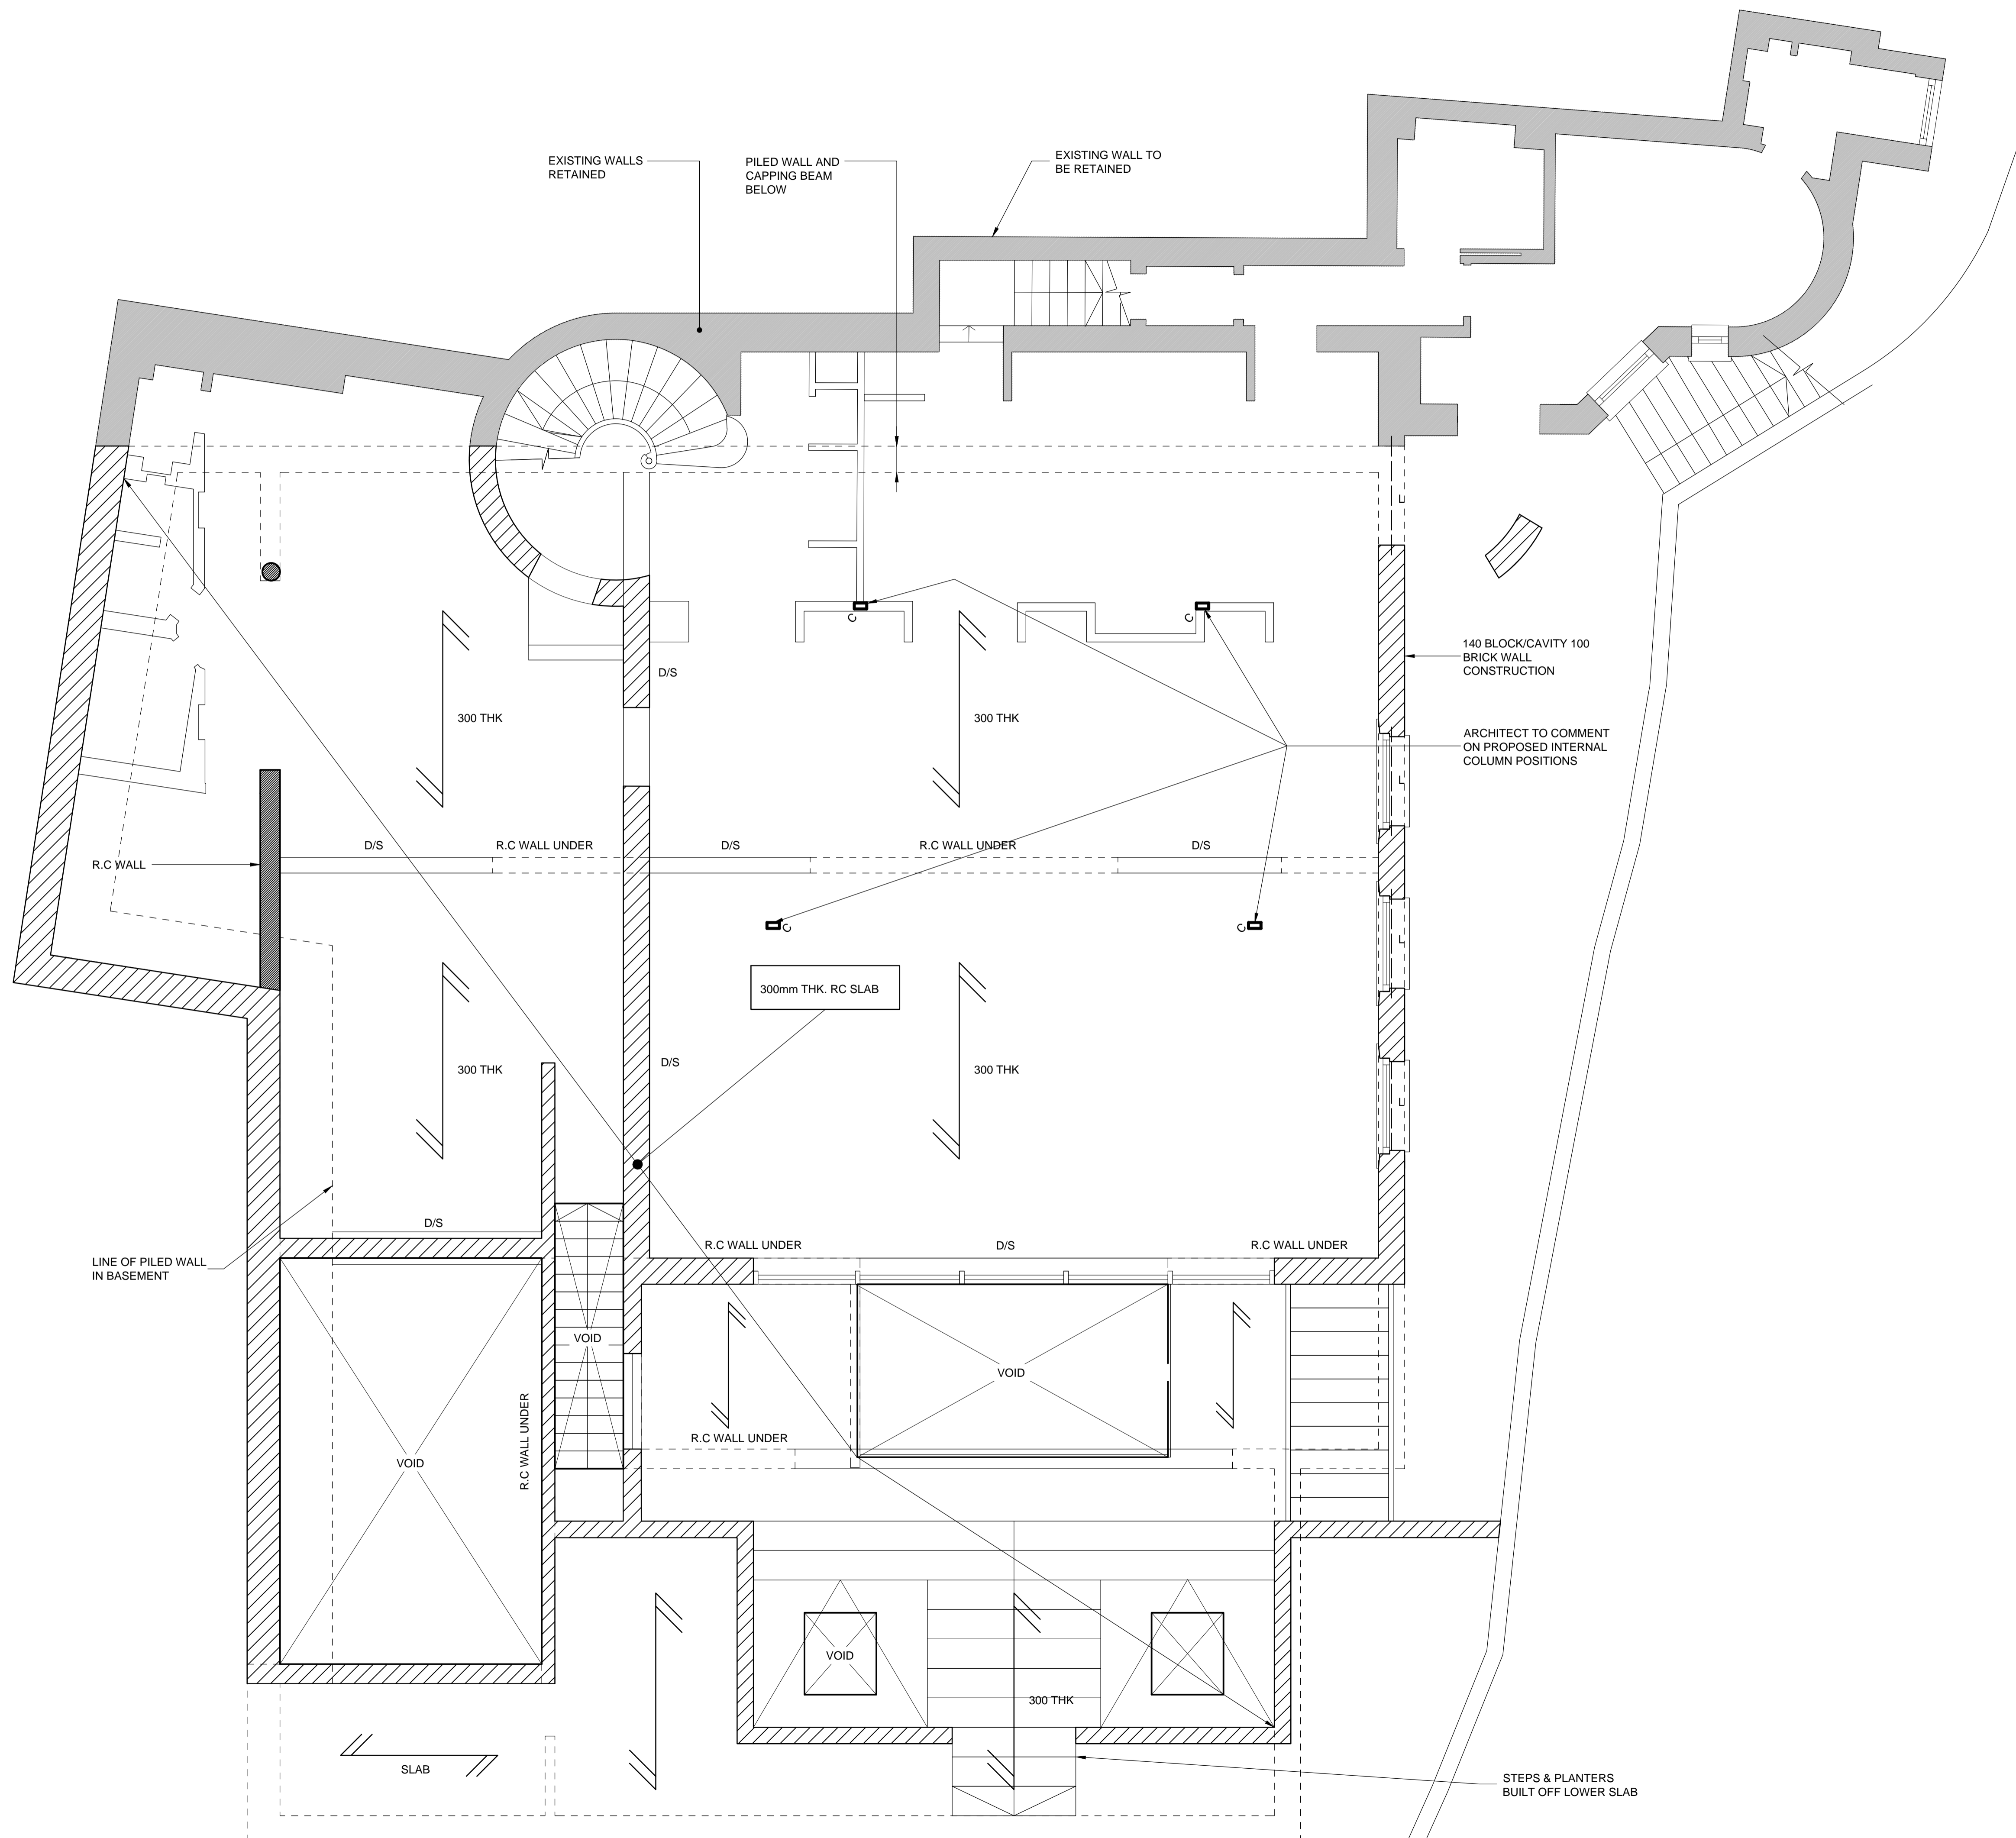 EXISTING WALLS
RETAINED
PILED WALL AND
CAPPING BEAM
BELOW
EXISTING WALL TO
BE RETAINED
L
C
C
140 BLOCK/CAVITY 100
BRICK WALL
CONSTRUCTION
D/S
300 THK
300 THK
ARCHITECT TO COMMENT
ON PROPOSED INTERNAL
COLUMN POSITIONS
L
R.C WALL
D/S
R.C WALL UNDER
D/S
R.C WALL UNDER
D/S
C
C
L
300mm THK. RC SLAB
300 THK
D/S
300 THK
L
D/S
R.C WALL UNDER
D/S
R.C WALL UNDER
LINE OF PILED WALL
IN BASEMENT
VOID
VOID
R.C WALL UNDER
R.C WALL UNDER
VOID
VOID
300 THK
SLAB
STEPS & PLANTERS
BUILT OFF LOWER SLAB